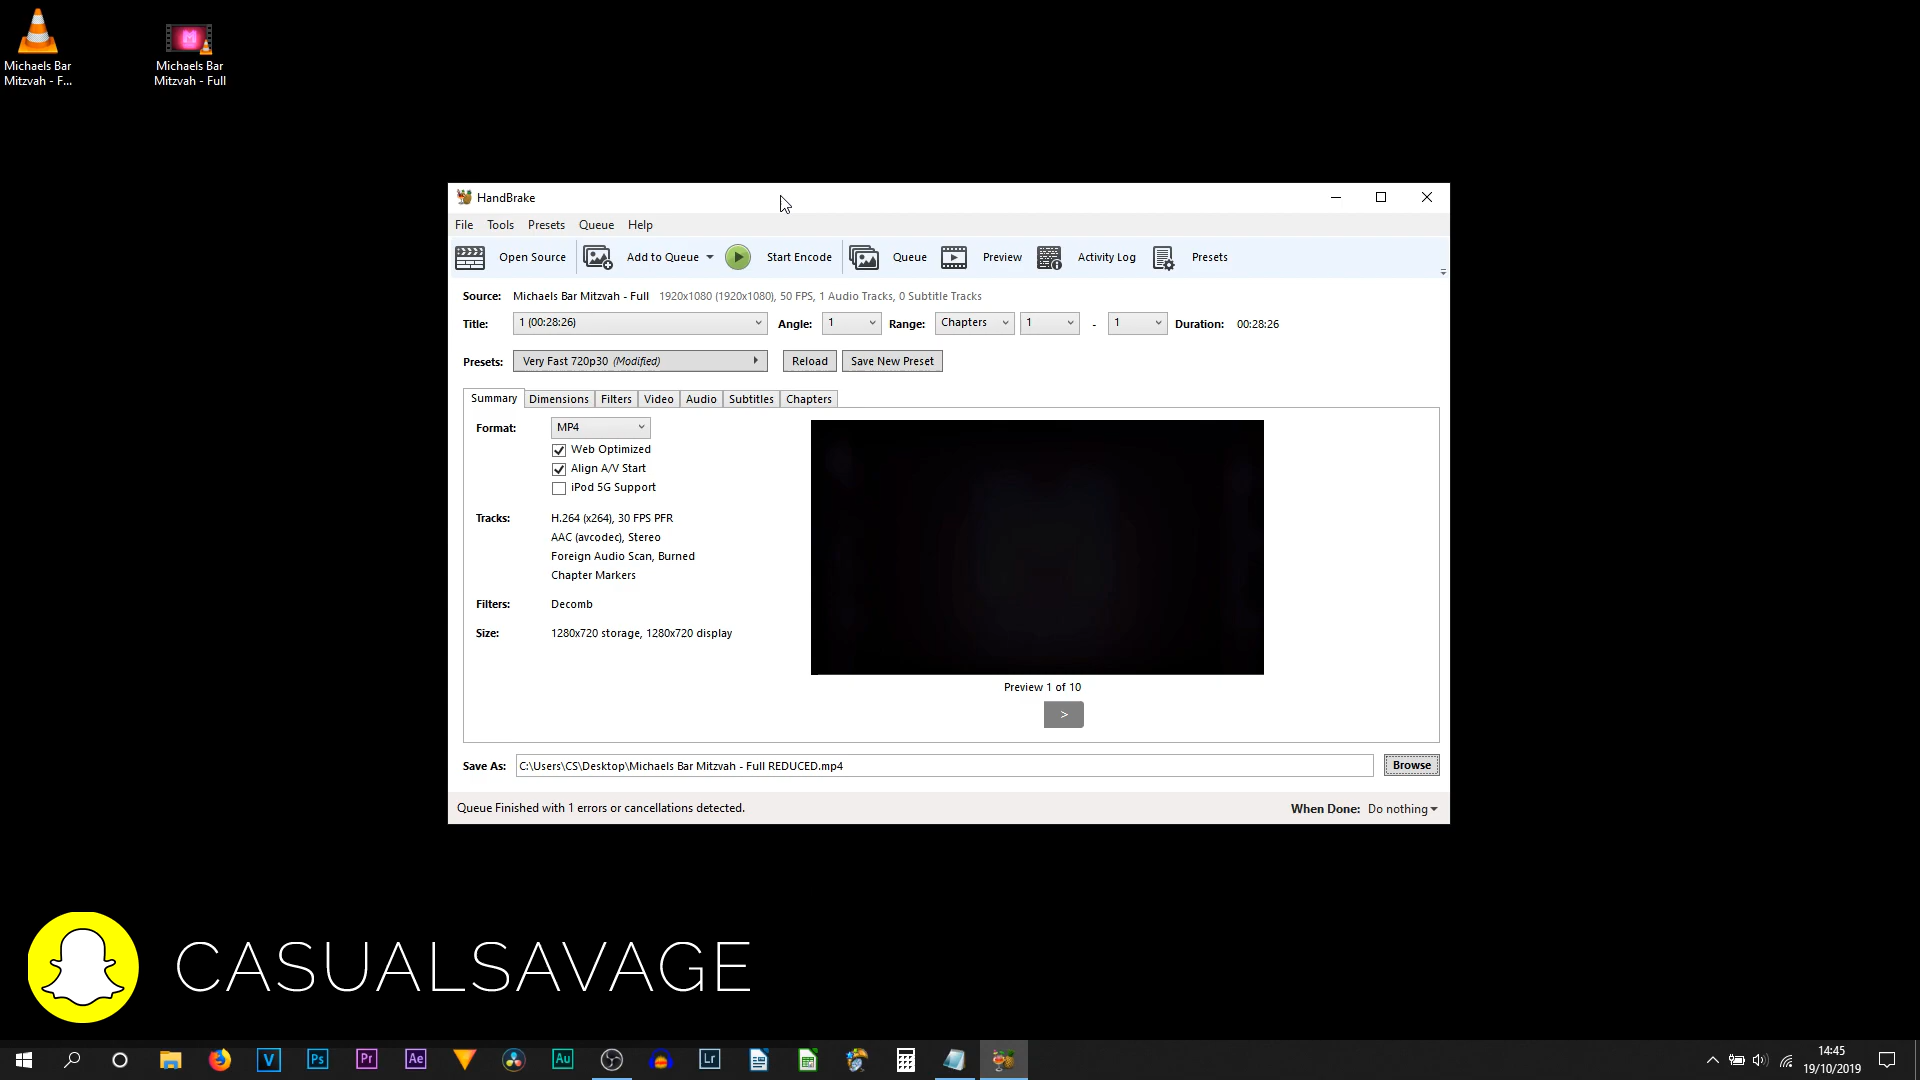 Michaels Bar
Mitzvah - F...
Michaels Bar
Mitzvah - Full
HandBrake
File Tools Presets Queue Help
Open Source Add to Queue Start Encode Queue Preview Activity Log Presets
Source: Michaels Bar Mitzvah - Full 1920x1080 (1920x1080), 50 FPS, 1 Audio Tracks, 0 Subtitle Tracks
Title: 1 (00:28:26) Angle: 1 Range: Chapters 1 - 1 Duration: 00:28:26
Presets: Very Fast 720p30 (Modified) Reload Save New Preset
Summary Dimensions Filters Video Audio Subtitles Chapters
Format: MP4
Web Optimized
Align A/V Start
iPod 5G Support
Tracks: H.264 (x264), 30 FPS PFR
AAC (avcodec), Stereo
Foreign Audio Scan, Burned
Chapter Markers
Filters: Decomb
Size: 1280x720 storage, 1280x720 display
Preview 1 of 10
>
Save As: C:\Users\CS\Desktop\Michaels Bar Mitzvah - Full REDUCED.mp4 Browse
Queue Finished with 1 errors or cancellations detected. When Done: Do nothing
CASUALSAVAGE
V Ps Pr Ae Au Lr
14:45
19/10/2019